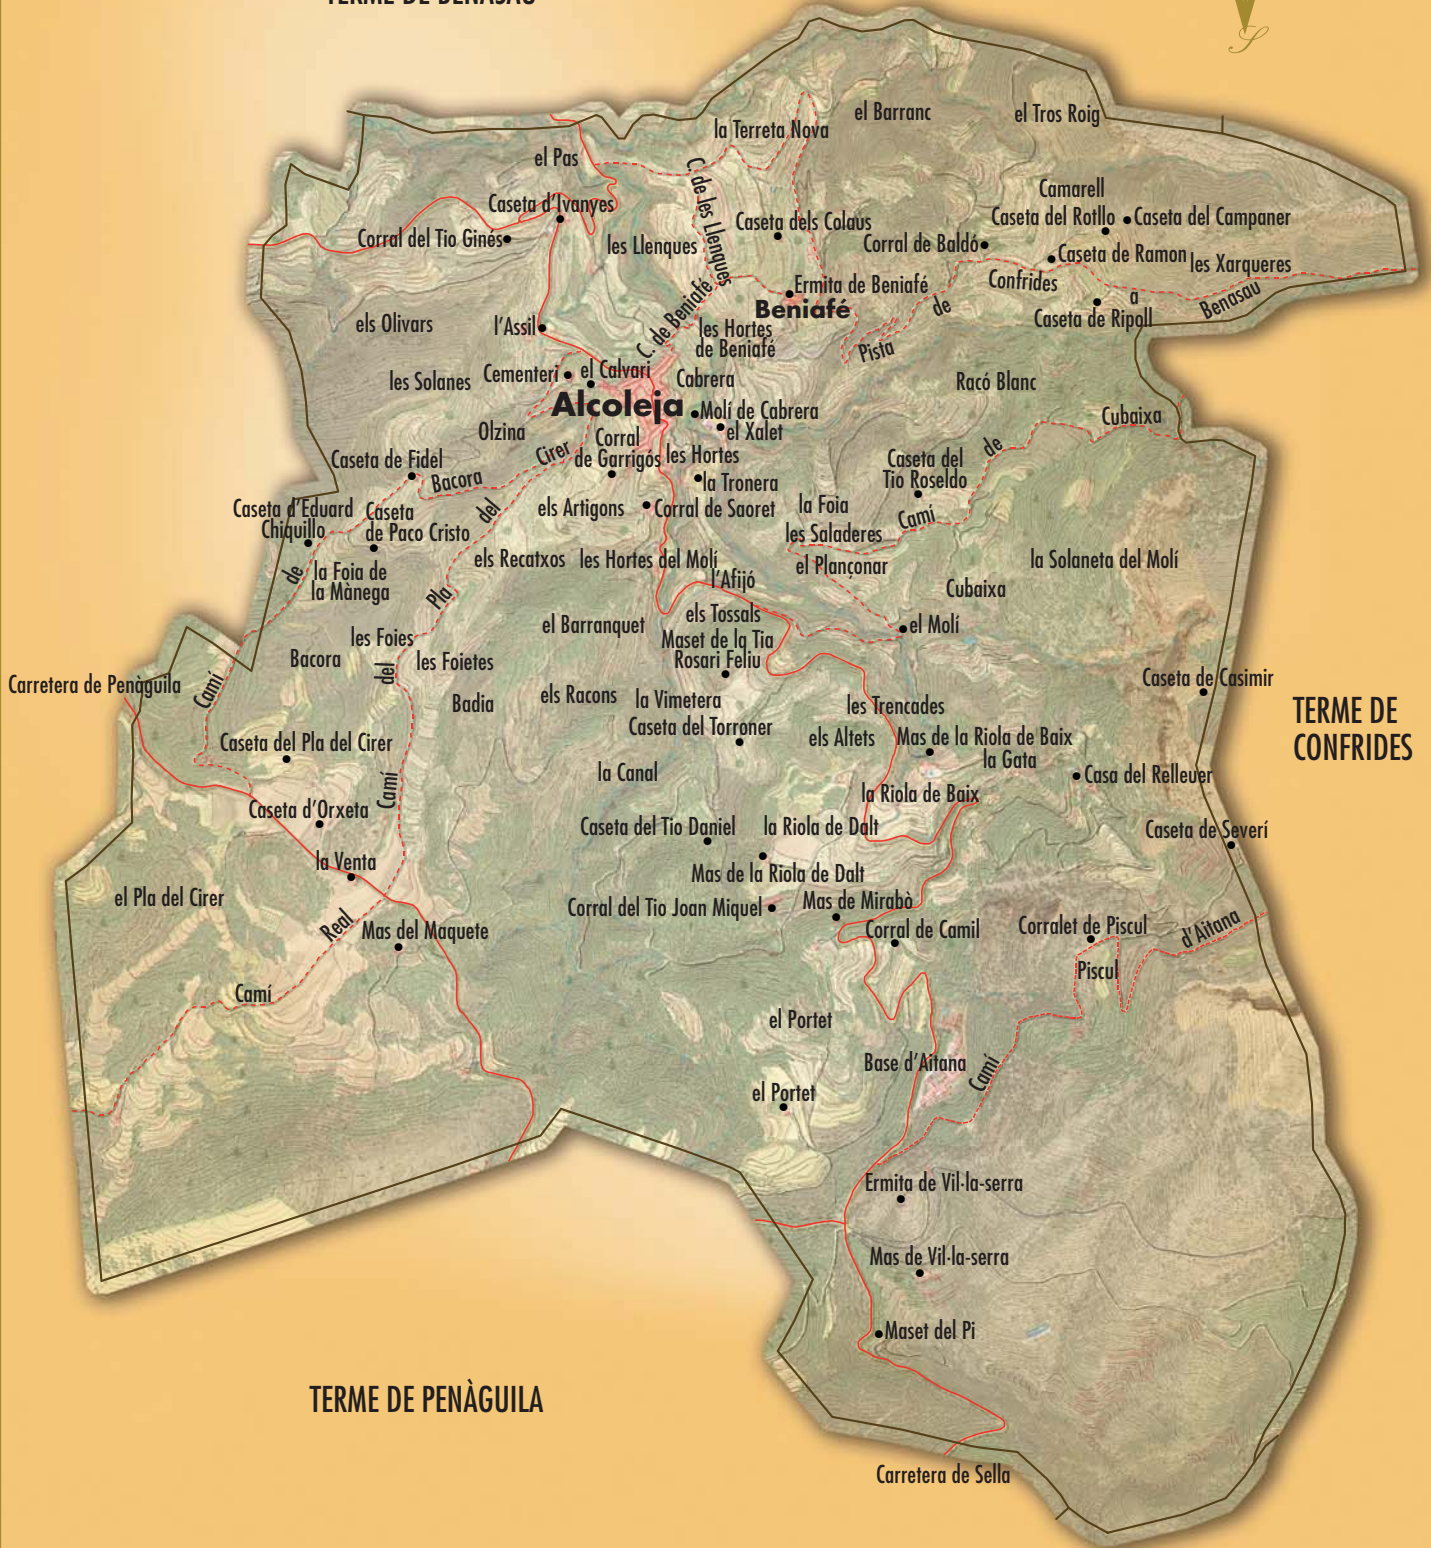 TERME DE BENASAU
S
el Barranc
el Tros Roig
la Terreta Nova
el Pas
C. de les Llenques
Camarell
Caseta d'Ivanyes
Caseta del Rotllo
Caseta del Campaner
Caseta dels Colaus
Corral del Tio Ginés
les Llenques
Corral de Baldó
Caseta de Ramon
les Xarqueres
Ermita de Beniafé
Confrides
Beniafé
Pista de Confrides a Benasau
Caseta de Ripoll
els Olivars
l'Assil
C. de Beniafé
les Hortes
de Beniafé
les Solanes
Cementeri
el Calvari
Cabrera
Racó Blanc
Alcoleja
Molí de Cabrera
Cubaixa
el Xalet
Olzina
Corral
de Garrigós
les Hortes
Caseta de Fidel
Bacora
Cirer
Caseta del
Tio Roseldo
la Tronera
Caseta d'Eduard
Chiquillo
Caseta
de Paco Cristo
els Artigons
Corral de Saoret
la Foia
les Saladeres
Camí de Cubaixa
els Recatxos
les Hortes del Molí
el Plançonar
la Solaneta del Molí
la Foia de
la Mànega
l'Afijó
Cubaixa
el Barranquet
els Tossals
el Molí
les Foies
Maset de la Tia
Rosari Feliu
Bacora
les Foietes
Carretera de Penàguila
Camí de Bacora
Caseta de Casimir
Badia
els Racons
la Vimetera
les Trencades
TERME DE
CONFRIDES
Caseta del Torroner
els Altets
Mas de la Riola de Baix
la Gata
Caseta del Pla del Cirer
la Canal
Casa del Relleuer
Camí del Pla del Cirer
la Riola de Baix
Caseta d'Orxeta
Caseta del Tio Daniel
la Riola de Dalt
Caseta de Severí
la Venta
Mas de la Riola de Dalt
el Pla del Cirer
Corral del Tio Joan Miquel
Mas de Mirabò
Camí Real
Mas del Maquete
Corral de Camil
Corralet de Piscul
Camí d'Aitana
Piscul
el Portet
Base d'Aitana
el Portet
Ermita de Vil·la-serra
Mas de Vil·la-serra
Maset del Pi
TERME DE PENÀGUILA
Carretera de Sella